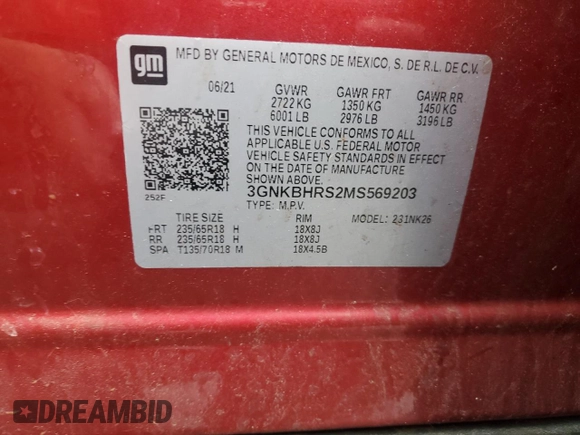 gm
MFD BY GENERAL MOTORS DE MEXICO, S. DE R.L. DE C.V.
06/21 GVWR GAWR FRT GAWR RR
2722 KG 1350 KG 1450 KG
6001 LB 2976 LB 3196 LB
THIS VEHICLE CONFORMS TO ALL
APPLICABLE U.S. FEDERAL MOTOR
VEHICLE SAFETY STANDARDS IN EFFECT
ON THE DATE OF MANUFACTURE
SHOWN ABOVE.
3GNKBHRS2MS569203
252F
TYPE: M.P.V.
TIRE SIZE RIM MODEL: 231NK26
FRT 235/65R18 H 18X8J
RR 235/65R18 H 18X8J
SPA T135/70R18 M 18X4.5B
DREAMBID